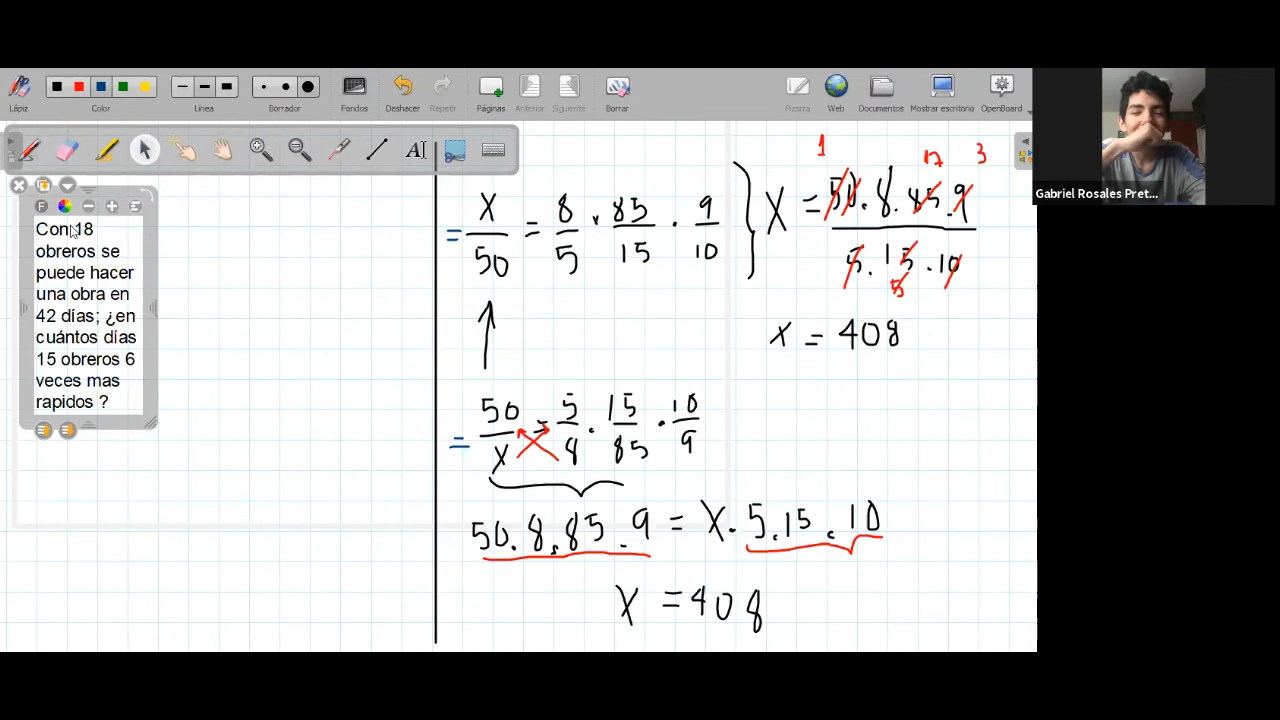 Lápiz
Color
Línea
Borrador
Fondos
Deshacer
Repetir
Páginas
Anterior
Siguiente
Borrar
Pizarra
Web
Documentos
Mostrar escritorio
OpenBoard
Gabriel Rosales Pret...
Con 18
obreros se
puede hacer
una obra en
42 días; ¿en
cuántos días
15 obreros 6
veces mas
rapidos ?
= X/50 = 8/5 · 85/15 · 9/10
1 17 3
X = 50.8.85.9 / 5.15.10
5
x = 408
= 50/X = 5/8 · 15/85 · 10/9
50.8.85.9 = X.5.15.10
X = 408